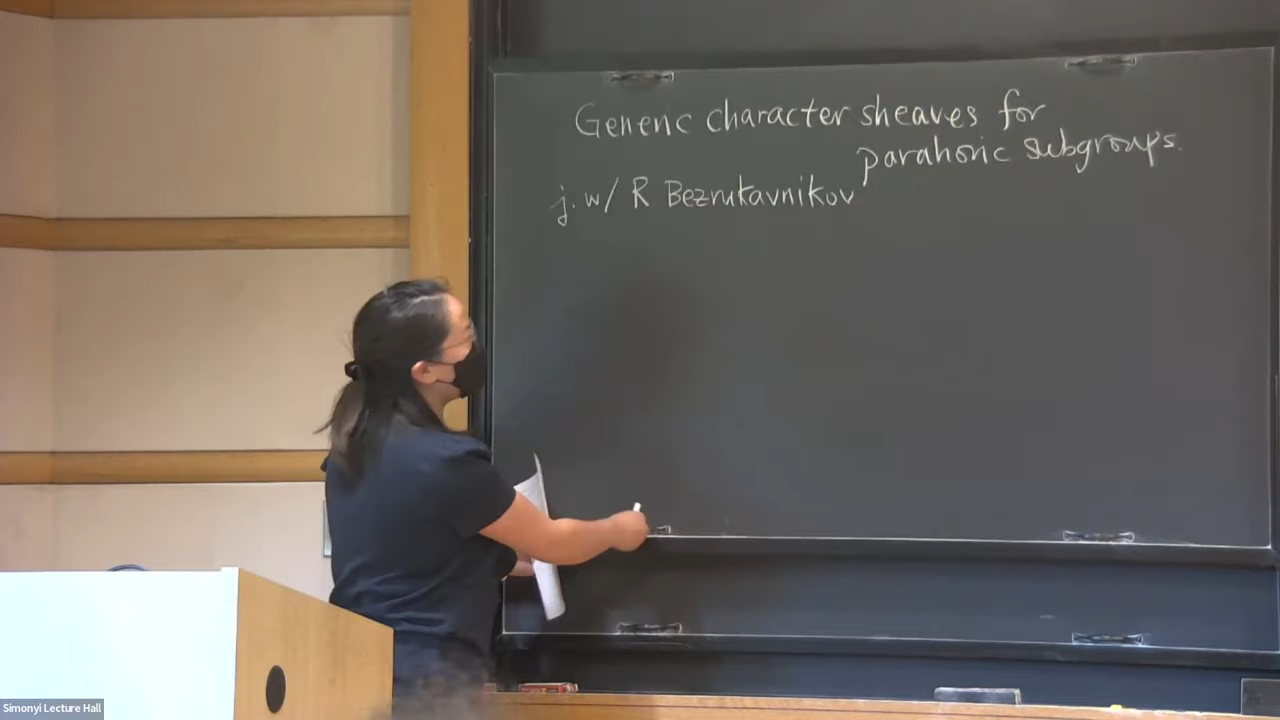 Generic character sheaves for
parahoric subgroups.
j. w/ R Bezrukavnikov
Simonyi Lecture Hall